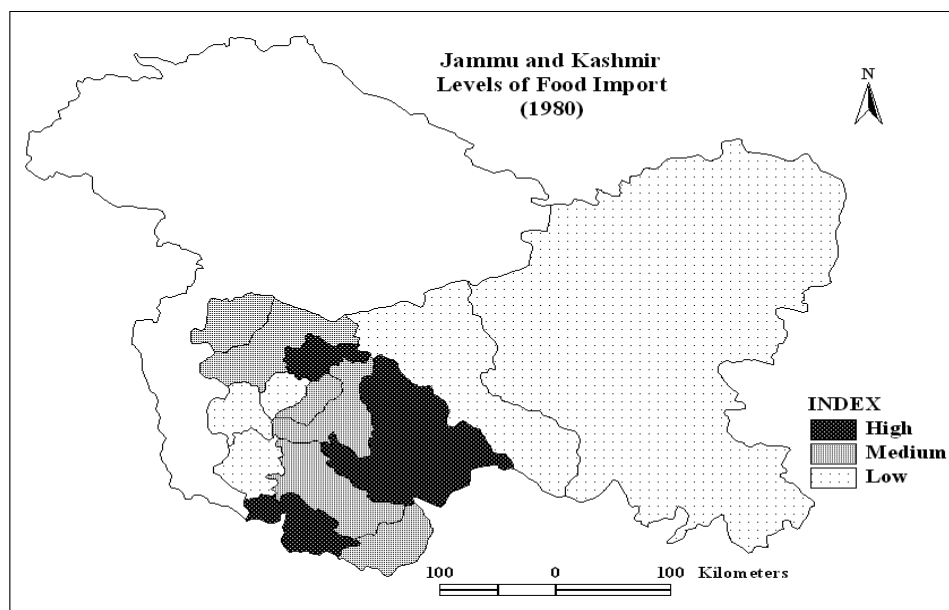 Jammu and Kashmir
Levels of Food Import
(1980)
N
INDEX
High
Medium
Low
100 0 100 Kilometers